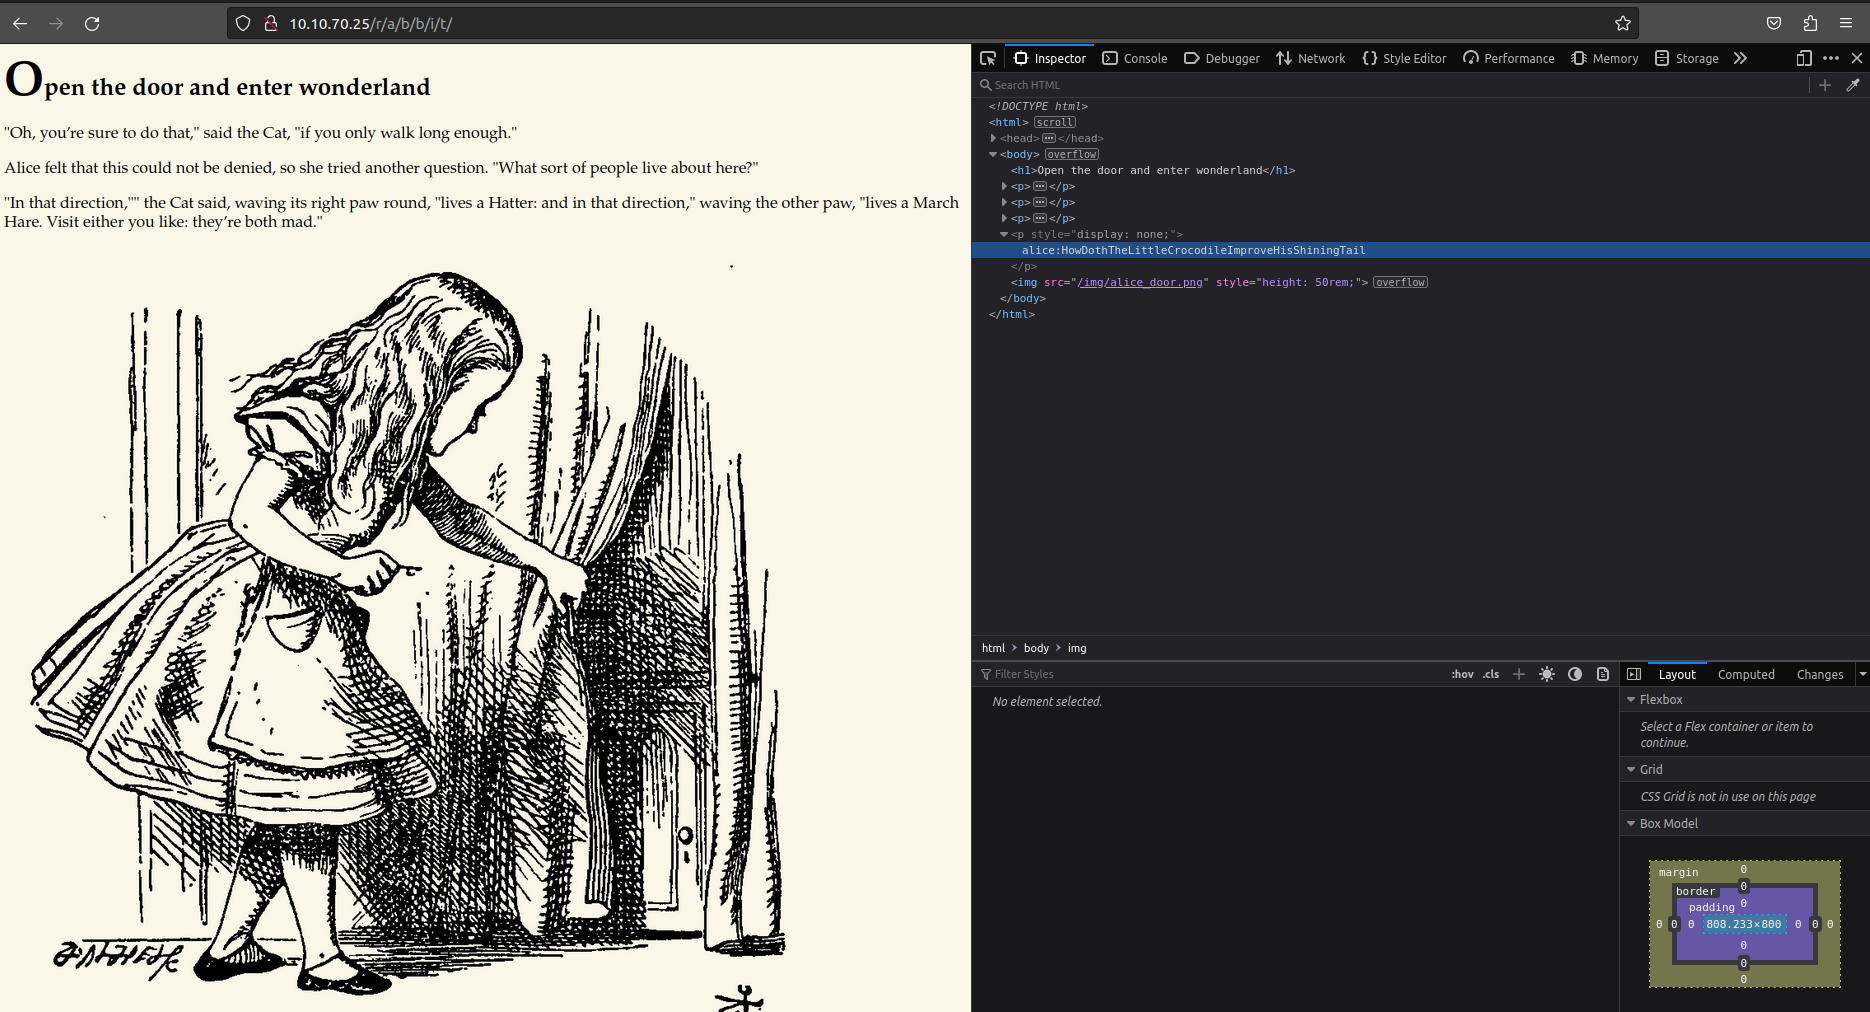 10.10.70.25/r/a/b/b/i/t/
Open the door and enter wonderland
"Oh, you’re sure to do that," said the Cat, "if you only walk long enough."
Alice felt that this could not be denied, so she tried another question. "What sort of people live about here?"
"In that direction,"" the Cat said, waving its right paw round, "lives a Hatter: and in that direction," waving the other paw, "lives a March
Hare. Visit either you like: they’re both mad."
Inspector Console Debugger Network Style Editor Performance Memory Storage
Search HTML
<!DOCTYPE html>
<html> scroll
<head> ••• </head>
<body> overflow
<h1>Open the door and enter wonderland</h1>
<p> ••• </p>
<p> ••• </p>
<p> ••• </p>
<p style="display: none;">
alice:HowDothTheLittleCrocodileImproveHisShiningTail
</p>
<img src="/img/alice_door.png" style="height: 50rem;"> overflow
</body>
</html>
html > body > img
Filter Styles :hov .cls
No element selected.
Layout Computed Changes
Flexbox
Select a Flex container or item to
continue.
Grid
CSS Grid is not in use on this page
Box Model
margin 0
border 0
padding 0
0 0 0 808.233×800 0 0 0
0
0
0